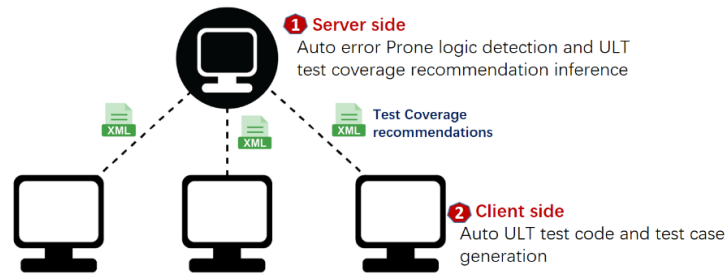 1 Server side
Auto error Prone logic detection and ULT
test coverage recommendation inference
XML
XML
XML
Test Coverage
recommendations
2 Client side
Auto ULT test code and test case
generation